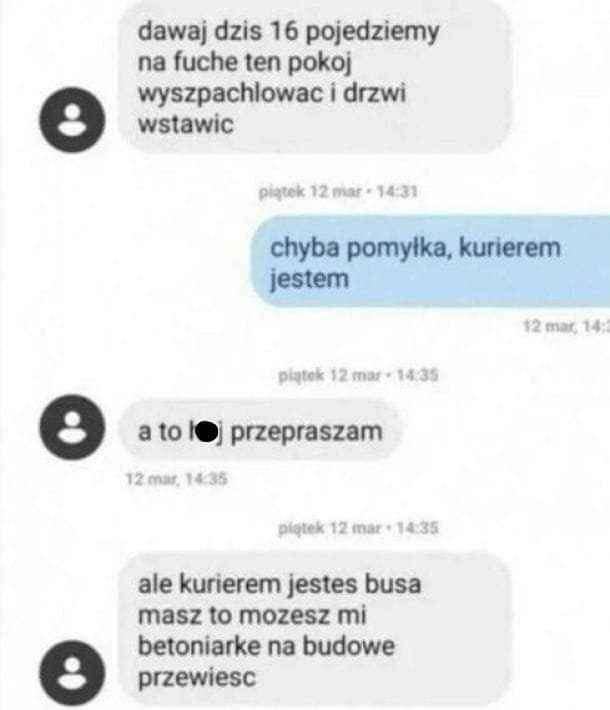 dawaj dzis 16 pojedziemy
na fuche ten pokoj
wyszpachlowac i drzwi
wstawic
piątek 12 mar • 14:31
chyba pomyłka, kurierem
jestem
12 mar, 14:3
piątek 12 mar • 14:35
a to przepraszam
12 mar, 14:35
piątek 12 mar • 14:35
ale kurierem jestes busa
masz to mozesz mi
betoniarke na budowe
przewiesc